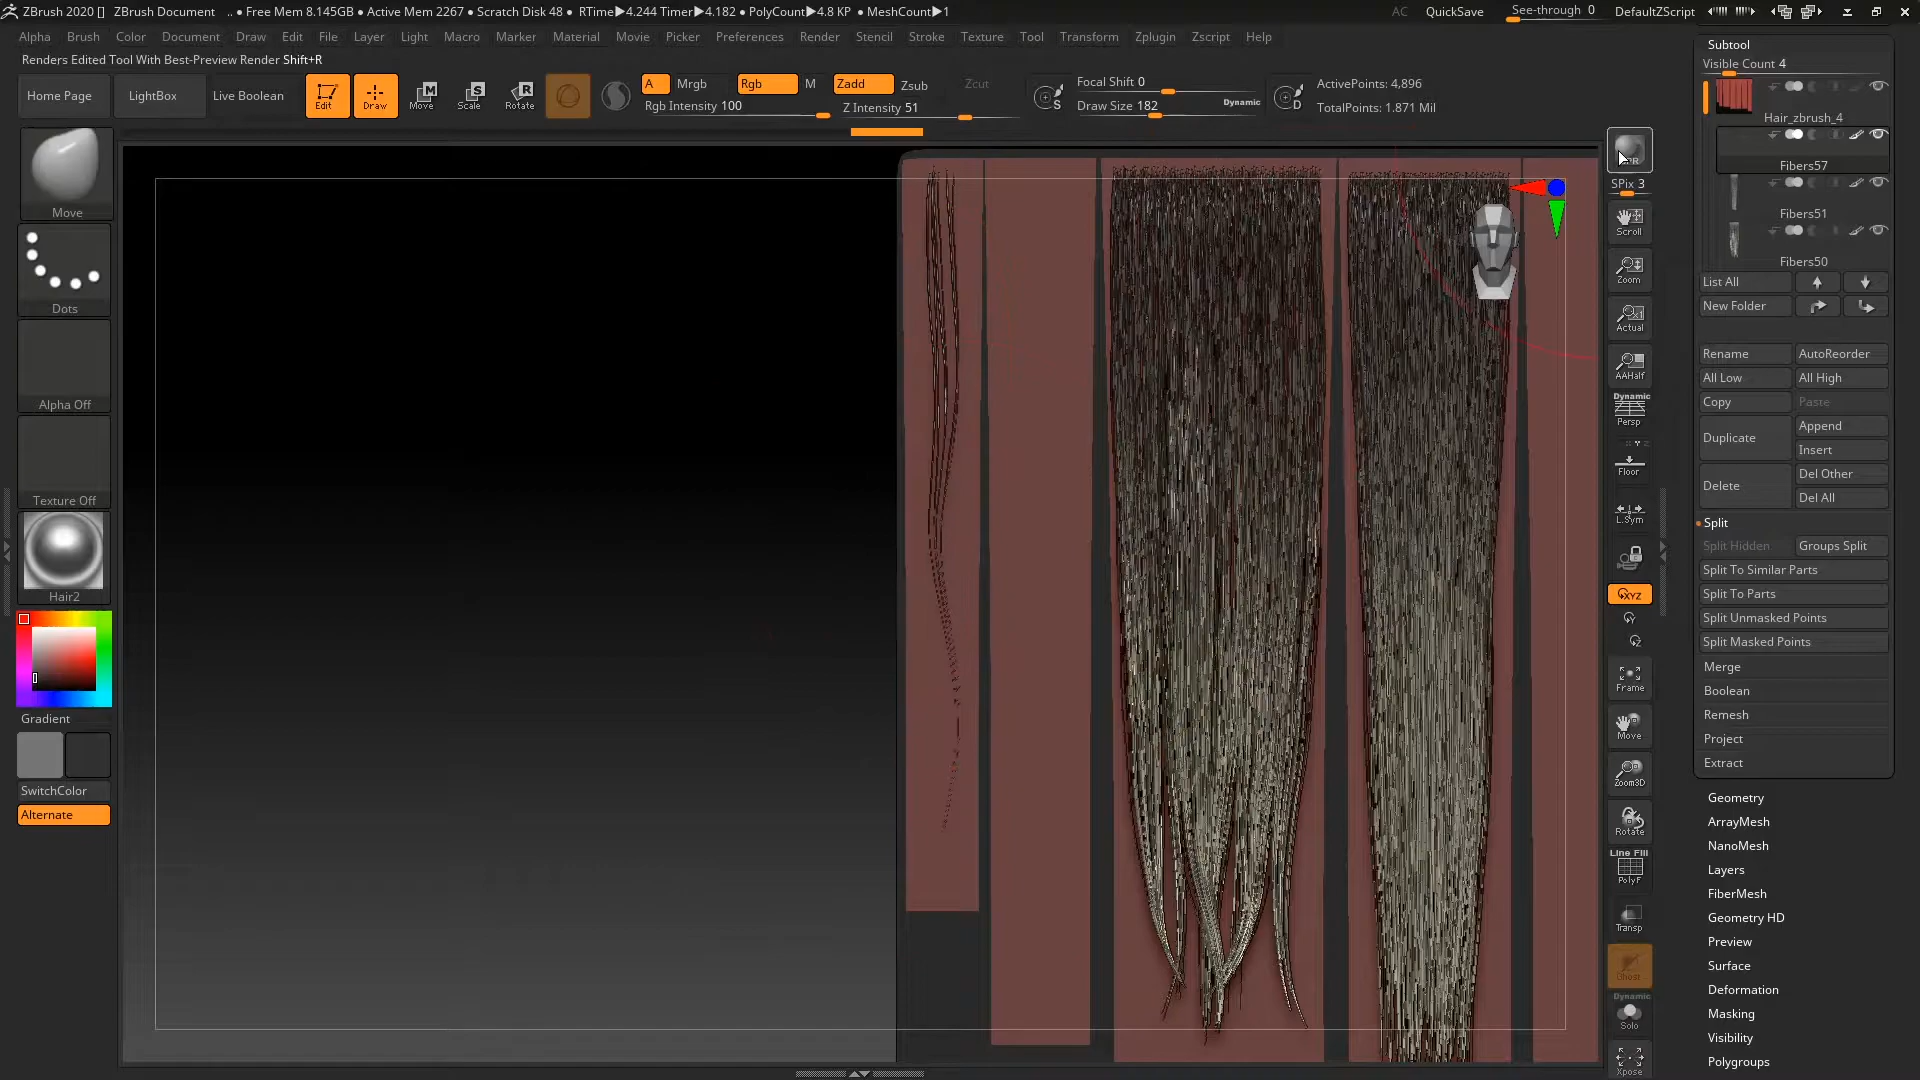 ZBrush 2020 [] ZBrush Document .. • Free Mem 8.145GB • Active Mem 2267 • Scratch Disk 48 • RTime▶4.244 Timer▶4.182 • PolyCount▶4.8 KP • MeshCount▶1 AC QuickSave See-through 0 DefaultZScript
Alpha Brush Color Document Draw Edit File Layer Light Macro Marker Material Movie Picker Preferences Render Stencil Stroke Texture Tool Transform Zplugin Zscript Help
Renders Edited Tool With Best-Preview Render Shift+R
Home Page LightBox Live Boolean Edit Draw Move Scale Rotate
A Mrgb Rgb M Zadd Zsub Zcut
Rgb Intensity 100 Z Intensity 51
Focal Shift 0
Draw Size 182 Dynamic
ActivePoints: 4,896
TotalPoints: 1.871 Mil
Move
Dots
Alpha Off
Texture Off
Hair2
Gradient
SwitchColor
Alternate
SPix 3
Scroll
Zoom
Actual
AAHalf
Dynamic
Persp
Floor
L.Sym
XYZ
Frame
Move
Zoom3D
Rotate
Line Fill
PolyF
Transp
Ghost
Dynamic
Solo
Xpose
Subtool
Visible Count 4
Hair_zbrush_4
Fibers57
Fibers51
Fibers50
List All
New Folder
Rename AutoReorder
All Low All High
Copy Paste
Duplicate Append
Insert
Delete Del Other
Del All
Split
Split Hidden Groups Split
Split To Similar Parts
Split To Parts
Split Unmasked Points
Split Masked Points
Merge
Boolean
Remesh
Project
Extract
Geometry
ArrayMesh
NanoMesh
Layers
FiberMesh
Geometry HD
Preview
Surface
Deformation
Masking
Visibility
Polygroups